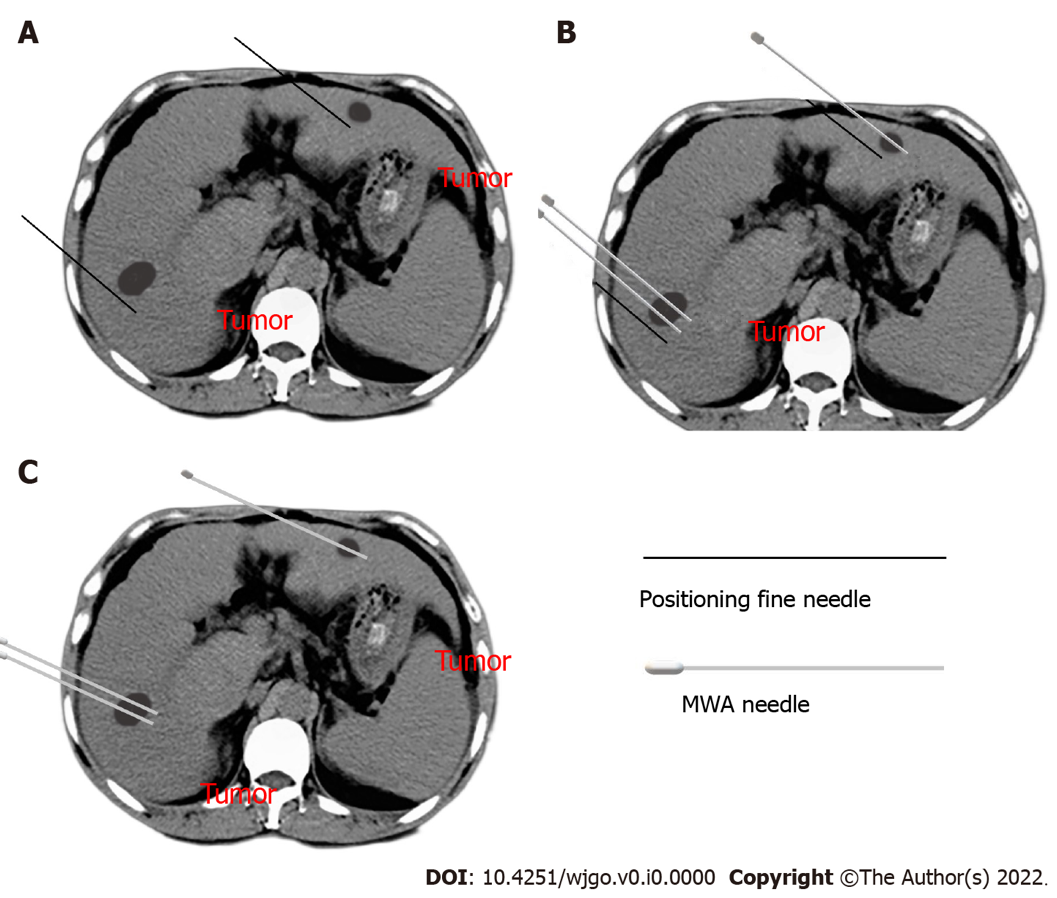 A
B
Tumor
Tumor
Tumor
C
Positioning fine needle
Tumor
MWA needle
Tumor
DOI: 10.4251/wjgo.v0.i0.0000 Copyright ©The Author(s) 2022.